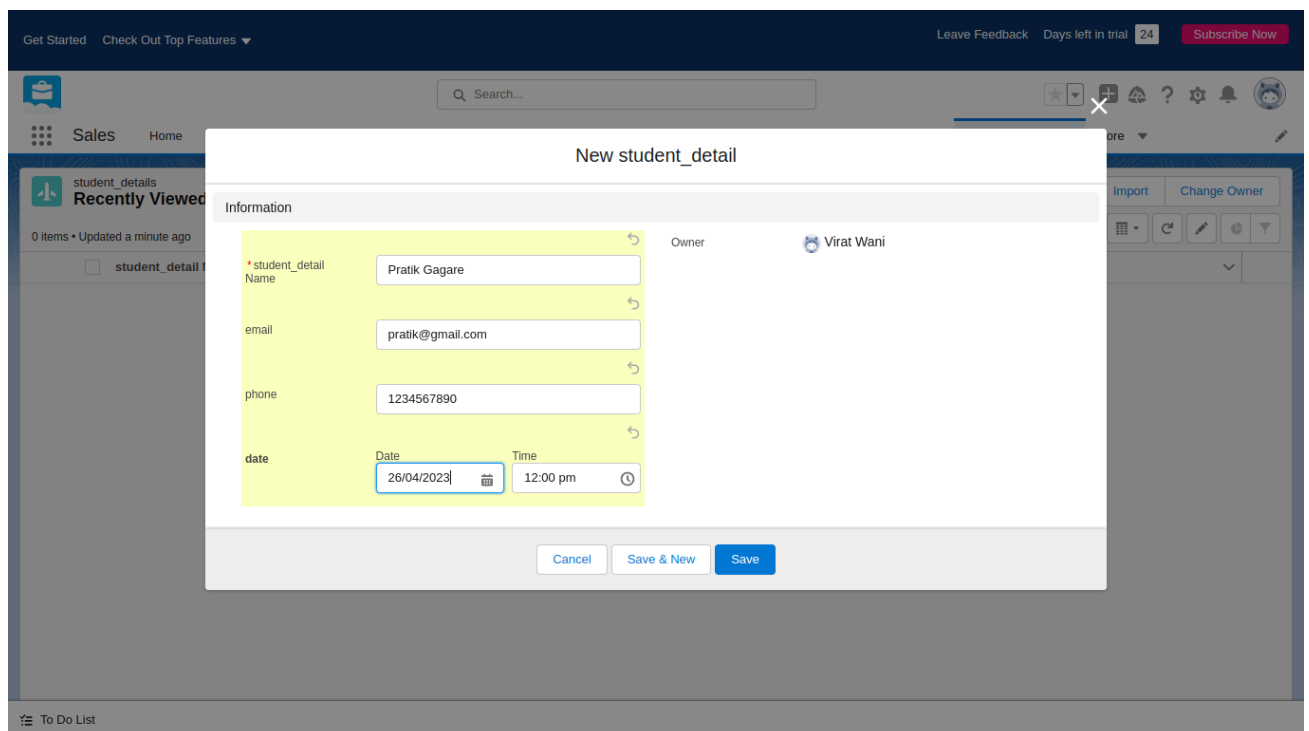 Get Started Check Out Top Features Leave Feedback Days left in trial 24 Subscribe Now
Search...
Sales Home ore
New student_detail
student_details
Recently Viewed Import Change Owner
Information
0 items • Updated a minute ago
Owner Virat Wani
student_detail
*student_detail
Name Pratik Gagare
email pratik@gmail.com
phone 1234567890
Date Time
date 26/04/2023 12:00 pm
Cancel Save & New Save
To Do List